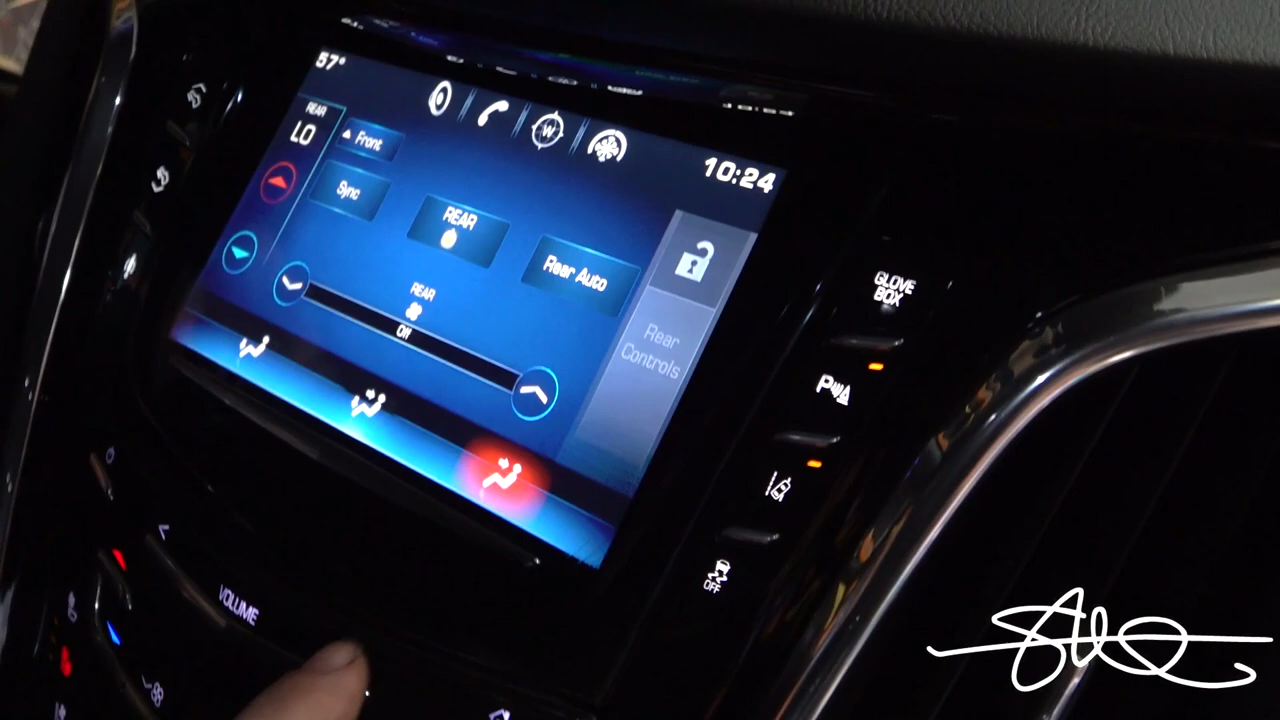 57°
10:24
REAR
LO
Front
Sync
REAR
Rear Auto
REAR
Off
Rear
Controls
GLOVE
BOX
P
OFF
VOLUME
W